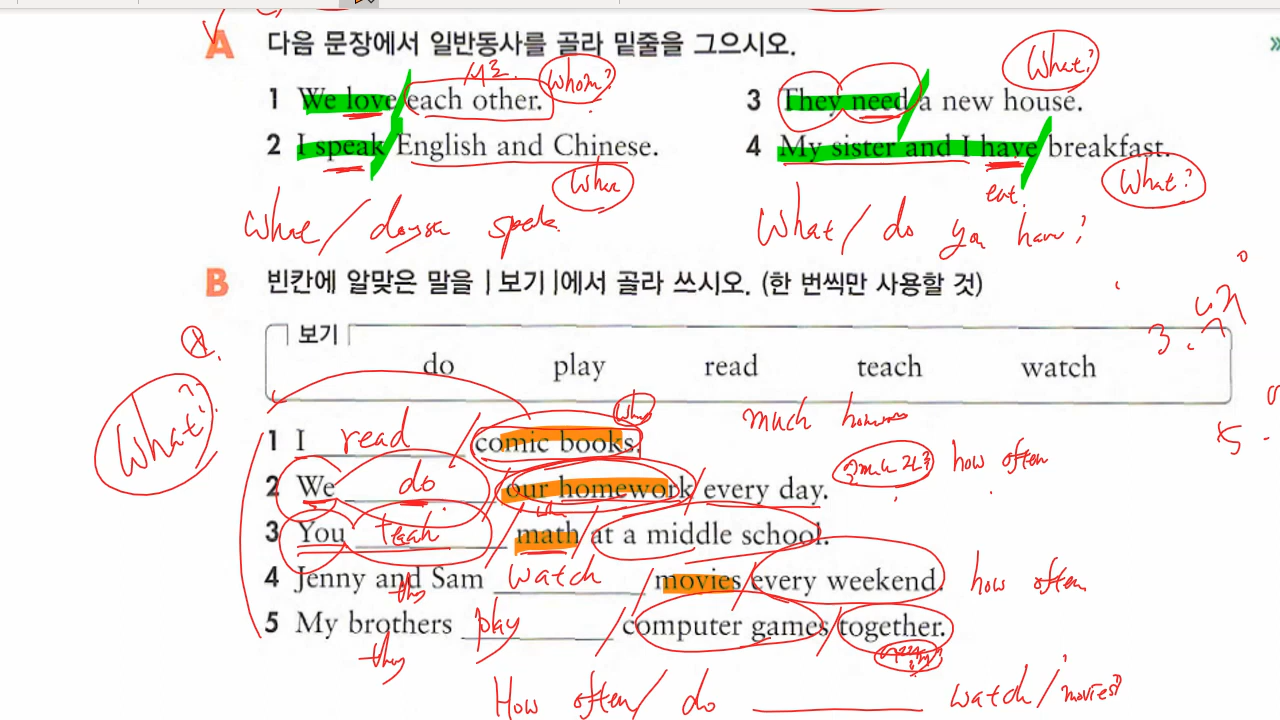 A 다음 문장에서 일반동사를 골라 밑줄을 그으시오.
1 We love each other. Whom?
2 I speak English and Chinese.
What / do you speak
3 They need a new house. What?
4 My sister and I have breakfast. What?
eat.
What / do you have?
B 빈칸에 알맞은 말을 |보기|에서 골라 쓰시오. (한 번씩만 사용할 것)
보기
do play read teach watch
What??
much
1 I read comic books.
2 We do our homework every day. how often
3 You teach math at a middle school.
4 Jenny and Sam watch movies every weekend. how often
they
5 My brothers play computer games together.
they
How often / do ________ watch / movies?